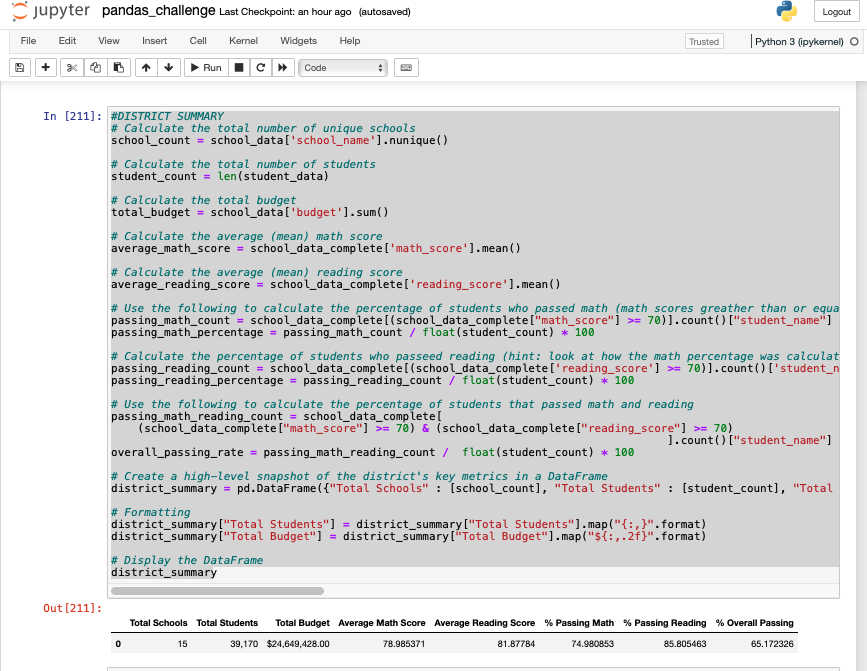 jupyter pandas_challenge Last Checkpoint: an hour ago (autosaved)
Logout
File Edit View Insert Cell Kernel Widgets Help
Trusted
Python 3 (ipykernel)
Run
Code
In [211]:
#DISTRICT SUMMARY
# Calculate the total number of unique schools
school_count = school_data['school_name'].nunique()
# Calculate the total number of students
student_count = len(student_data)
# Calculate the total budget
total_budget = school_data['budget'].sum()
# Calculate the average (mean) math score
average_math_score = school_data_complete['math_score'].mean()
# Calculate the average (mean) reading score
average_reading_score = school_data_complete['reading_score'].mean()
# Use the following to calculate the percentage of students who passed math (math scores greather than or equa
passing_math_count = school_data_complete[(school_data_complete["math_score"] >= 70)].count()["student_name"]
passing_math_percentage = passing_math_count / float(student_count) * 100
# Calculate the percentage of students who passeed reading (hint: look at how the math percentage was calculat
passing_reading_count = school_data_complete[(school_data_complete['reading_score'] >= 70)].count()['student_n
passing_reading_percentage = passing_reading_count / float(student_count) * 100
# Use the following to calculate the percentage of students that passed math and reading
passing_math_reading_count = school_data_complete[
    (school_data_complete["math_score"] >= 70) & (school_data_complete["reading_score"] >= 70)
].count()["student_name"]
overall_passing_rate = passing_math_reading_count /  float(student_count) * 100
# Create a high-level snapshot of the district's key metrics in a DataFrame
district_summary = pd.DataFrame({"Total Schools" : [school_count], "Total Students" : [student_count], "Total
# Formatting
district_summary["Total Students"] = district_summary["Total Students"].map("{:,}".format)
district_summary["Total Budget"] = district_summary["Total Budget"].map("${:,.2f}".format)
# Display the DataFrame
district_summary
Out[211]:
Total Schools Total Students Total Budget Average Math Score Average Reading Score % Passing Math % Passing Reading % Overall Passing
0 15 39,170 $24,649,428.00 78.985371 81.87784 74.980853 85.805463 65.172326